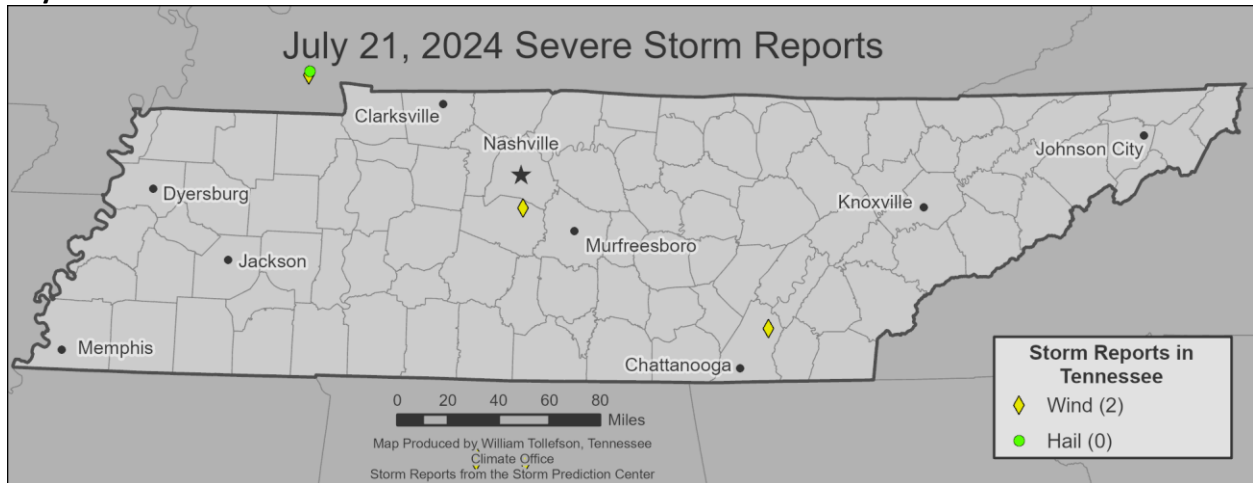 July 21, 2024 Severe Storm Reports
Clarksville
Nashville
Johnson City
Dyersburg
Knoxville
Murfreesboro
Jackson
Memphis
Chattanooga
Storm Reports in
Tennessee
Wind (2)
Hail (0)
0 20 40 60 80
Miles
Map Produced by William Tollefson, Tennessee
Climate Office
Storm Reports from the Storm Prediction Center